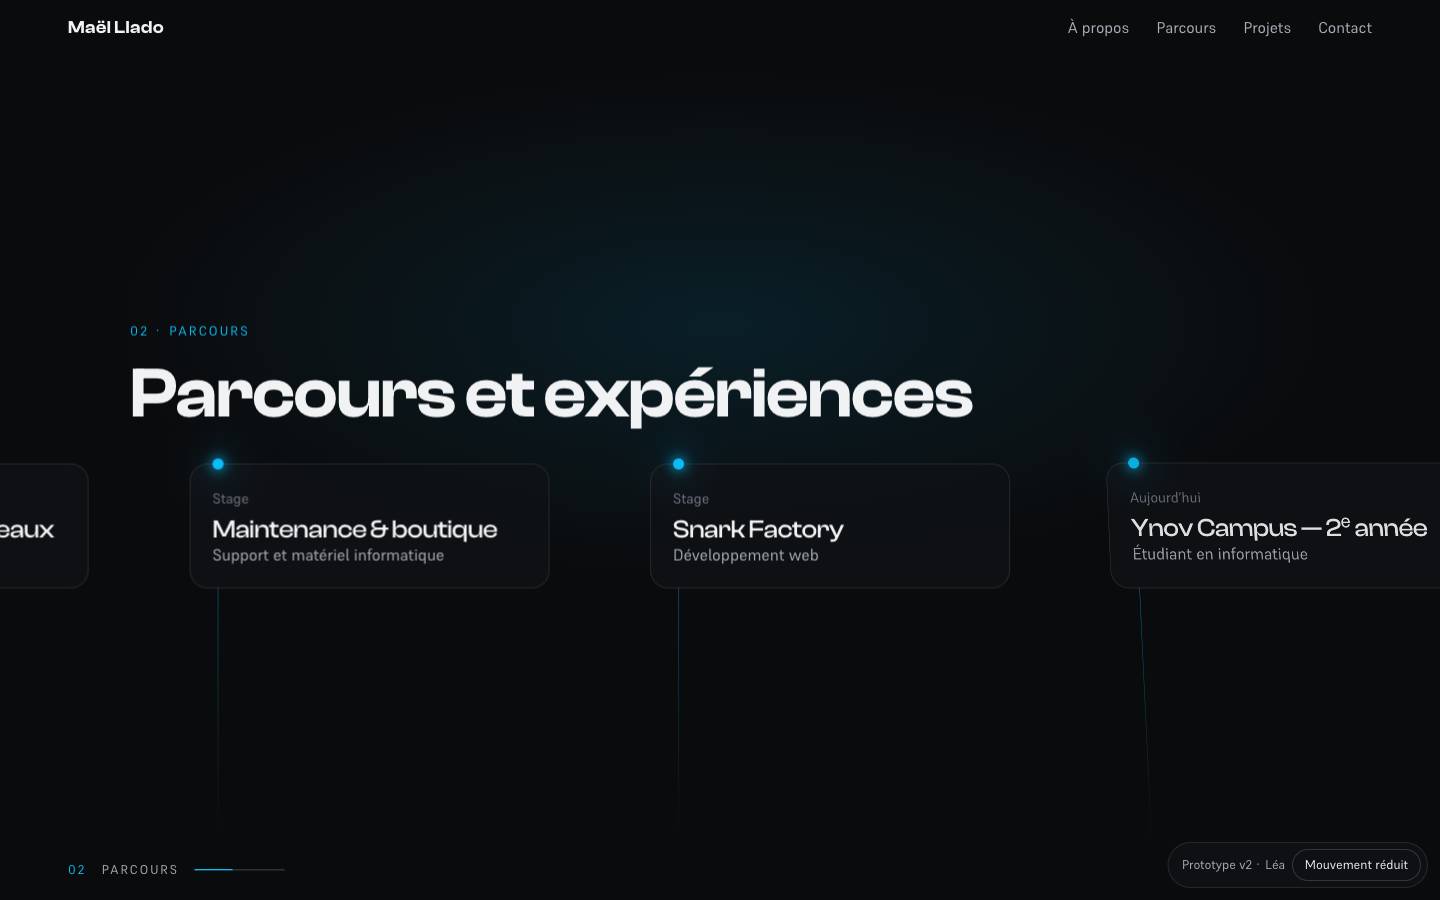 Maël Llado
À propos
Parcours
Projets
Contact
02 · PARCOURS
Parcours et expériences
eaux
Stage
Maintenance & boutique
Support et matériel informatique
Stage
Snark Factory
Développement web
Aujourd'hui
Ynov Campus — 2e année
Étudiant en informatique
02 PARCOURS
Prototype v2 · Léa
Mouvement réduit